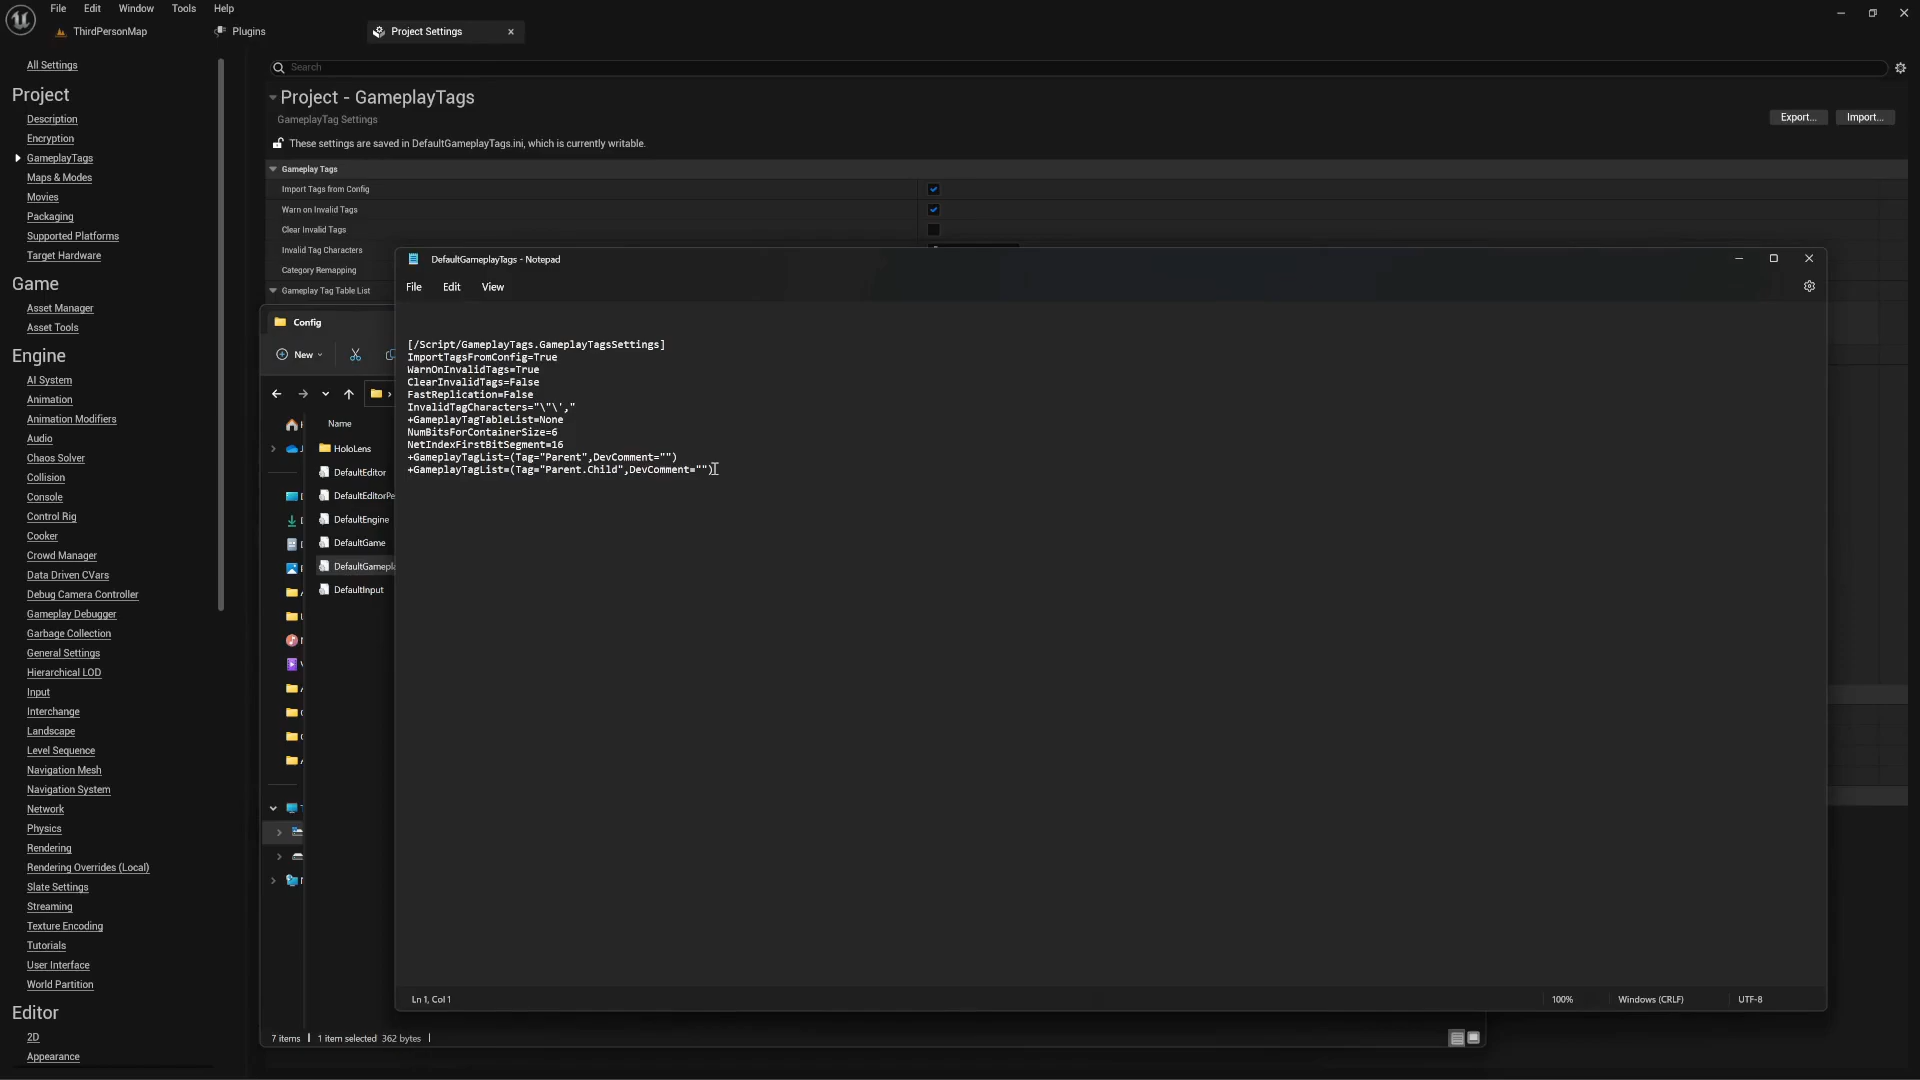 File Edit Window Tools Help
ThirdPersonMap Plugins Project Settings
All Settings
Project
Description
Encryption
GameplayTags
Maps & Modes
Movies
Packaging
Supported Platforms
Target Hardware
Game
Asset Manager
Asset Tools
Engine
AI System
Animation
Animation Modifiers
Audio
Chaos Solver
Collision
Console
Control Rig
Cooker
Crowd Manager
Data Driven CVars
Debug Camera Controller
Gameplay Debugger
Garbage Collection
General Settings
Hierarchical LOD
Input
Interchange
Landscape
Level Sequence
Navigation Mesh
Navigation System
Network
Physics
Rendering
Rendering Overrides (Local)
Slate Settings
Streaming
Texture Encoding
Tutorials
User Interface
World Partition
Editor
2D
Appearance
Search
Project - GameplayTags
GameplayTag Settings
Export... Import...
These settings are saved in DefaultGameplayTags.ini, which is currently writable.
Gameplay Tags
Import Tags from Config
Warn on Invalid Tags
Clear Invalid Tags
Invalid Tag Characters
Category Remapping
Gameplay Tag Table List
Config
New
Name
HoloLens
DefaultEditor
DefaultEditorPe
DefaultEngine
DefaultGame
DefaultGamepla
DefaultInput
7 items 1 item selected 362 bytes
DefaultGameplayTags - Notepad
File Edit View
[/Script/GameplayTags.GameplayTagsSettings]
ImportTagsFromConfig=True
WarnOnInvalidTags=True
ClearInvalidTags=False
FastReplication=False
InvalidTagCharacters="\"\',"
+GameplayTagTableList=None
NumBitsForContainerSize=6
NetIndexFirstBitSegment=16
+GameplayTagList=(Tag="Parent",DevComment="")
+GameplayTagList=(Tag="Parent.Child",DevComment="")
Ln 1, Col 1 100% Windows (CRLF) UTF-8